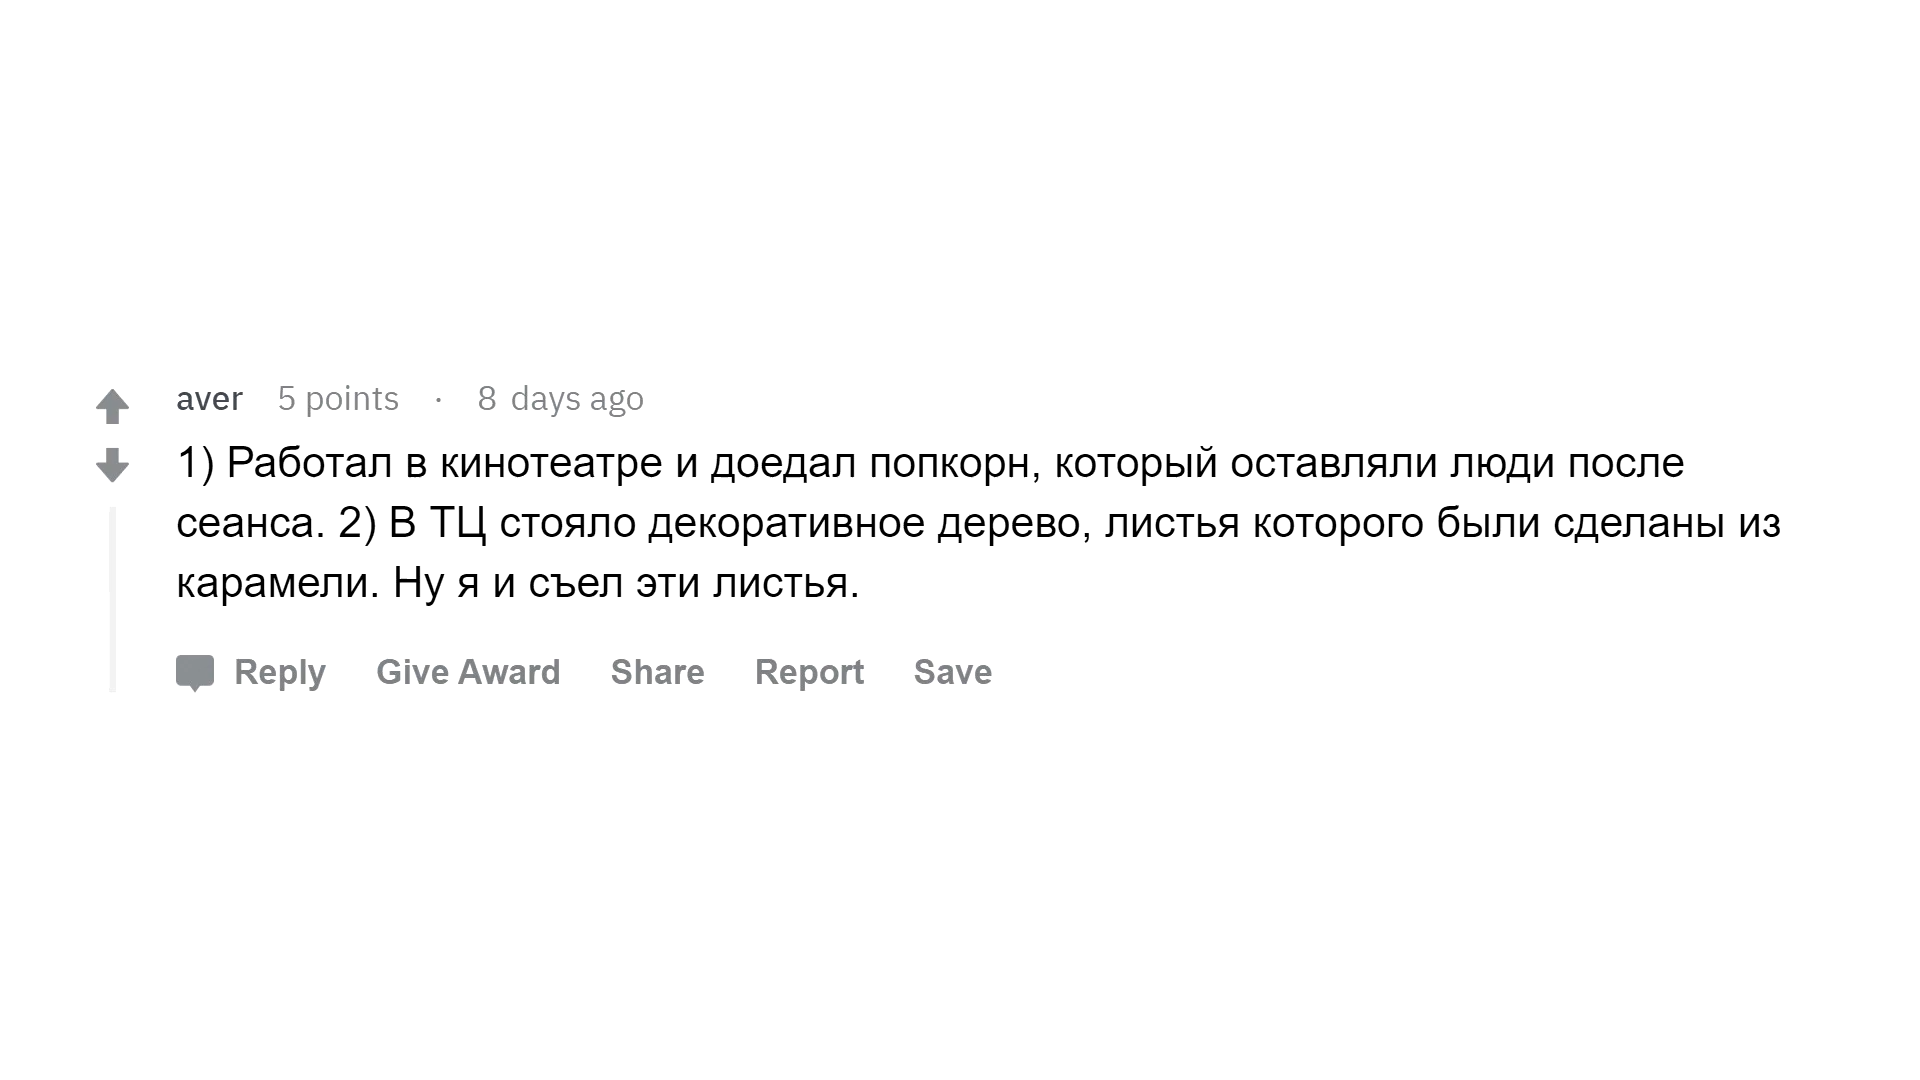 aver 5 points · 8 days ago
1) Работал в кинотеатре и доедал попкорн, который оставляли люди после
сеанса. 2) В ТЦ стояло декоративное дерево, листья которого были сделаны из
карамели. Ну я и съел эти листья.
Reply Give Award Share Report Save